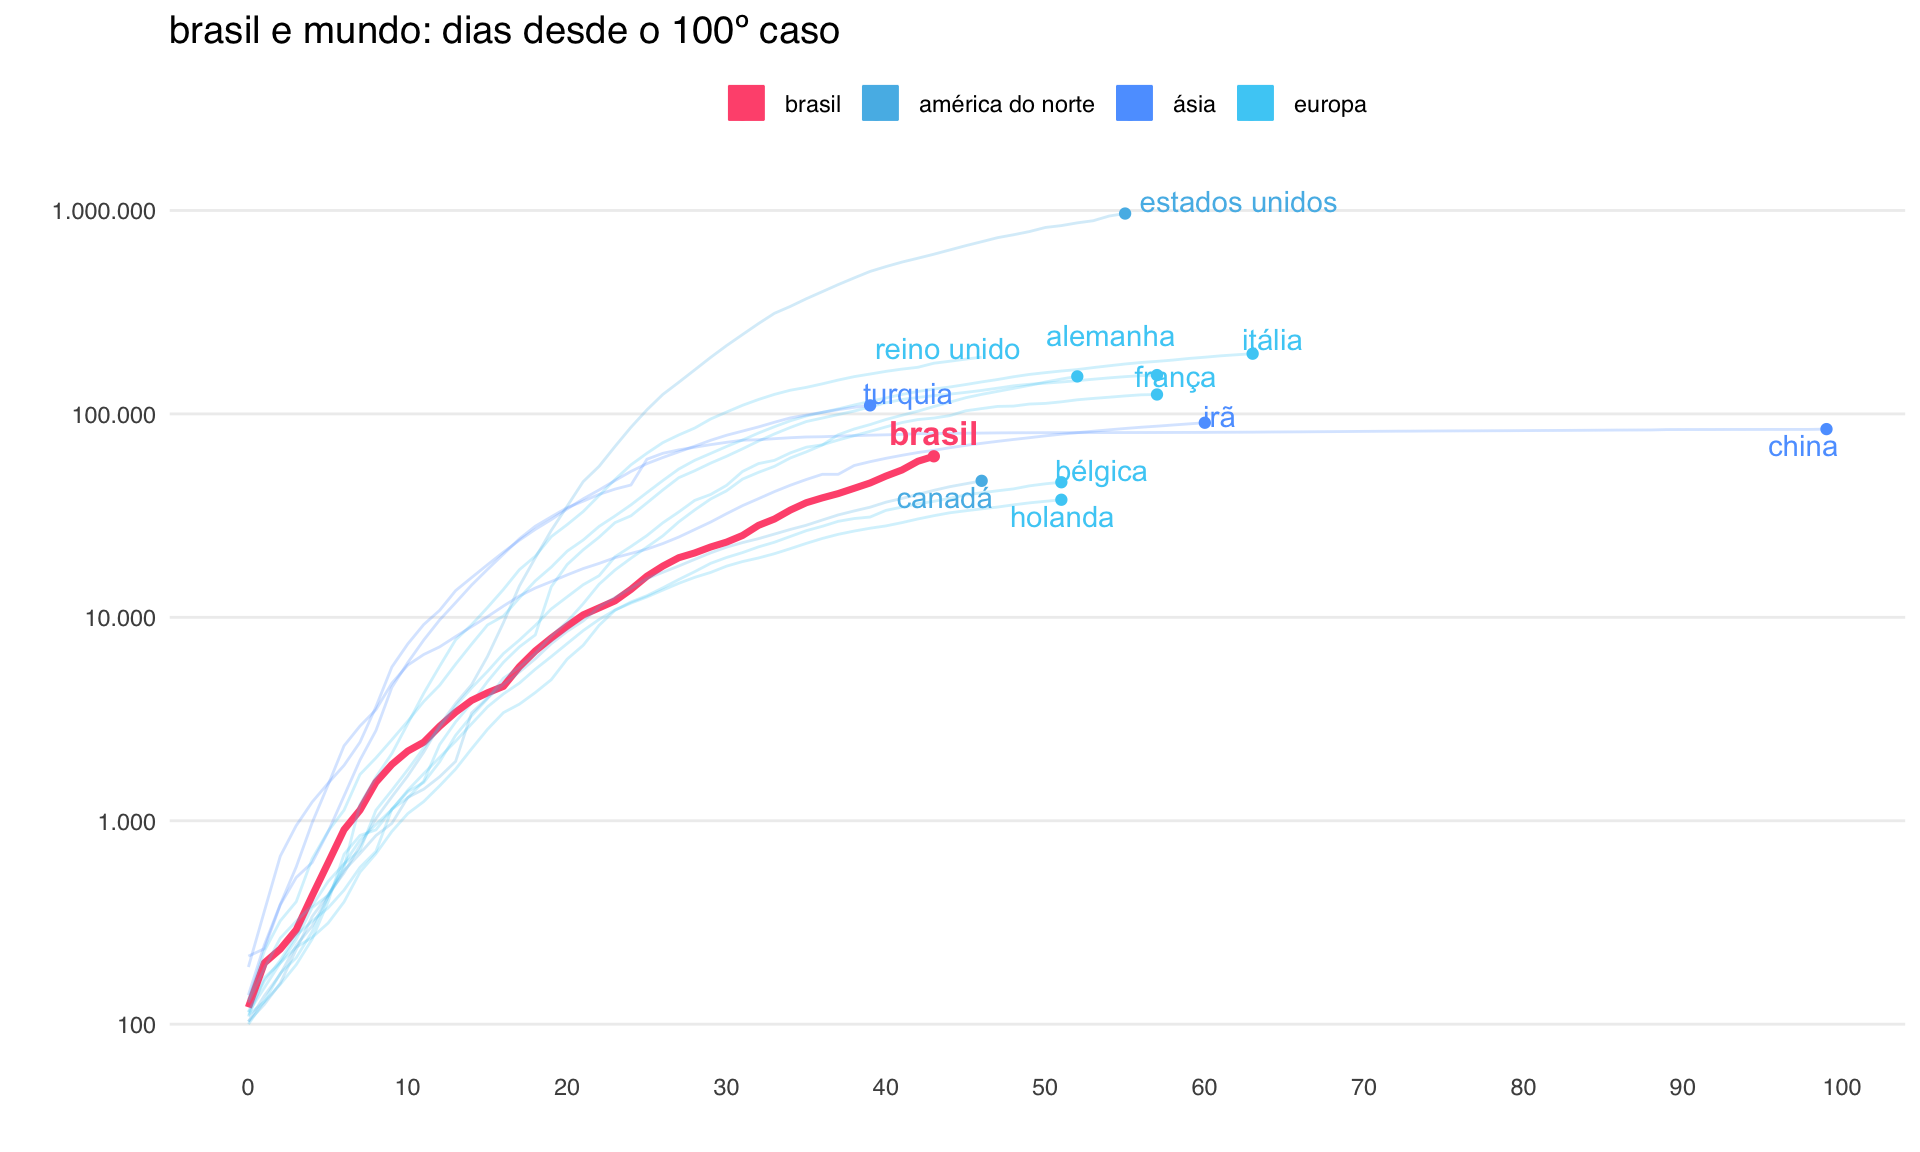 brasil e mundo: dias desde o 100º caso
brasil
américa do norte
ásia
europa
1.000.000
100.000
10.000
1.000
100
estados unidos
reino unido
alemanha
itália
frança
turquia
irã
brasil
china
bélgica
canadá
holanda
0 10 20 30 40 50 60 70 80 90 100